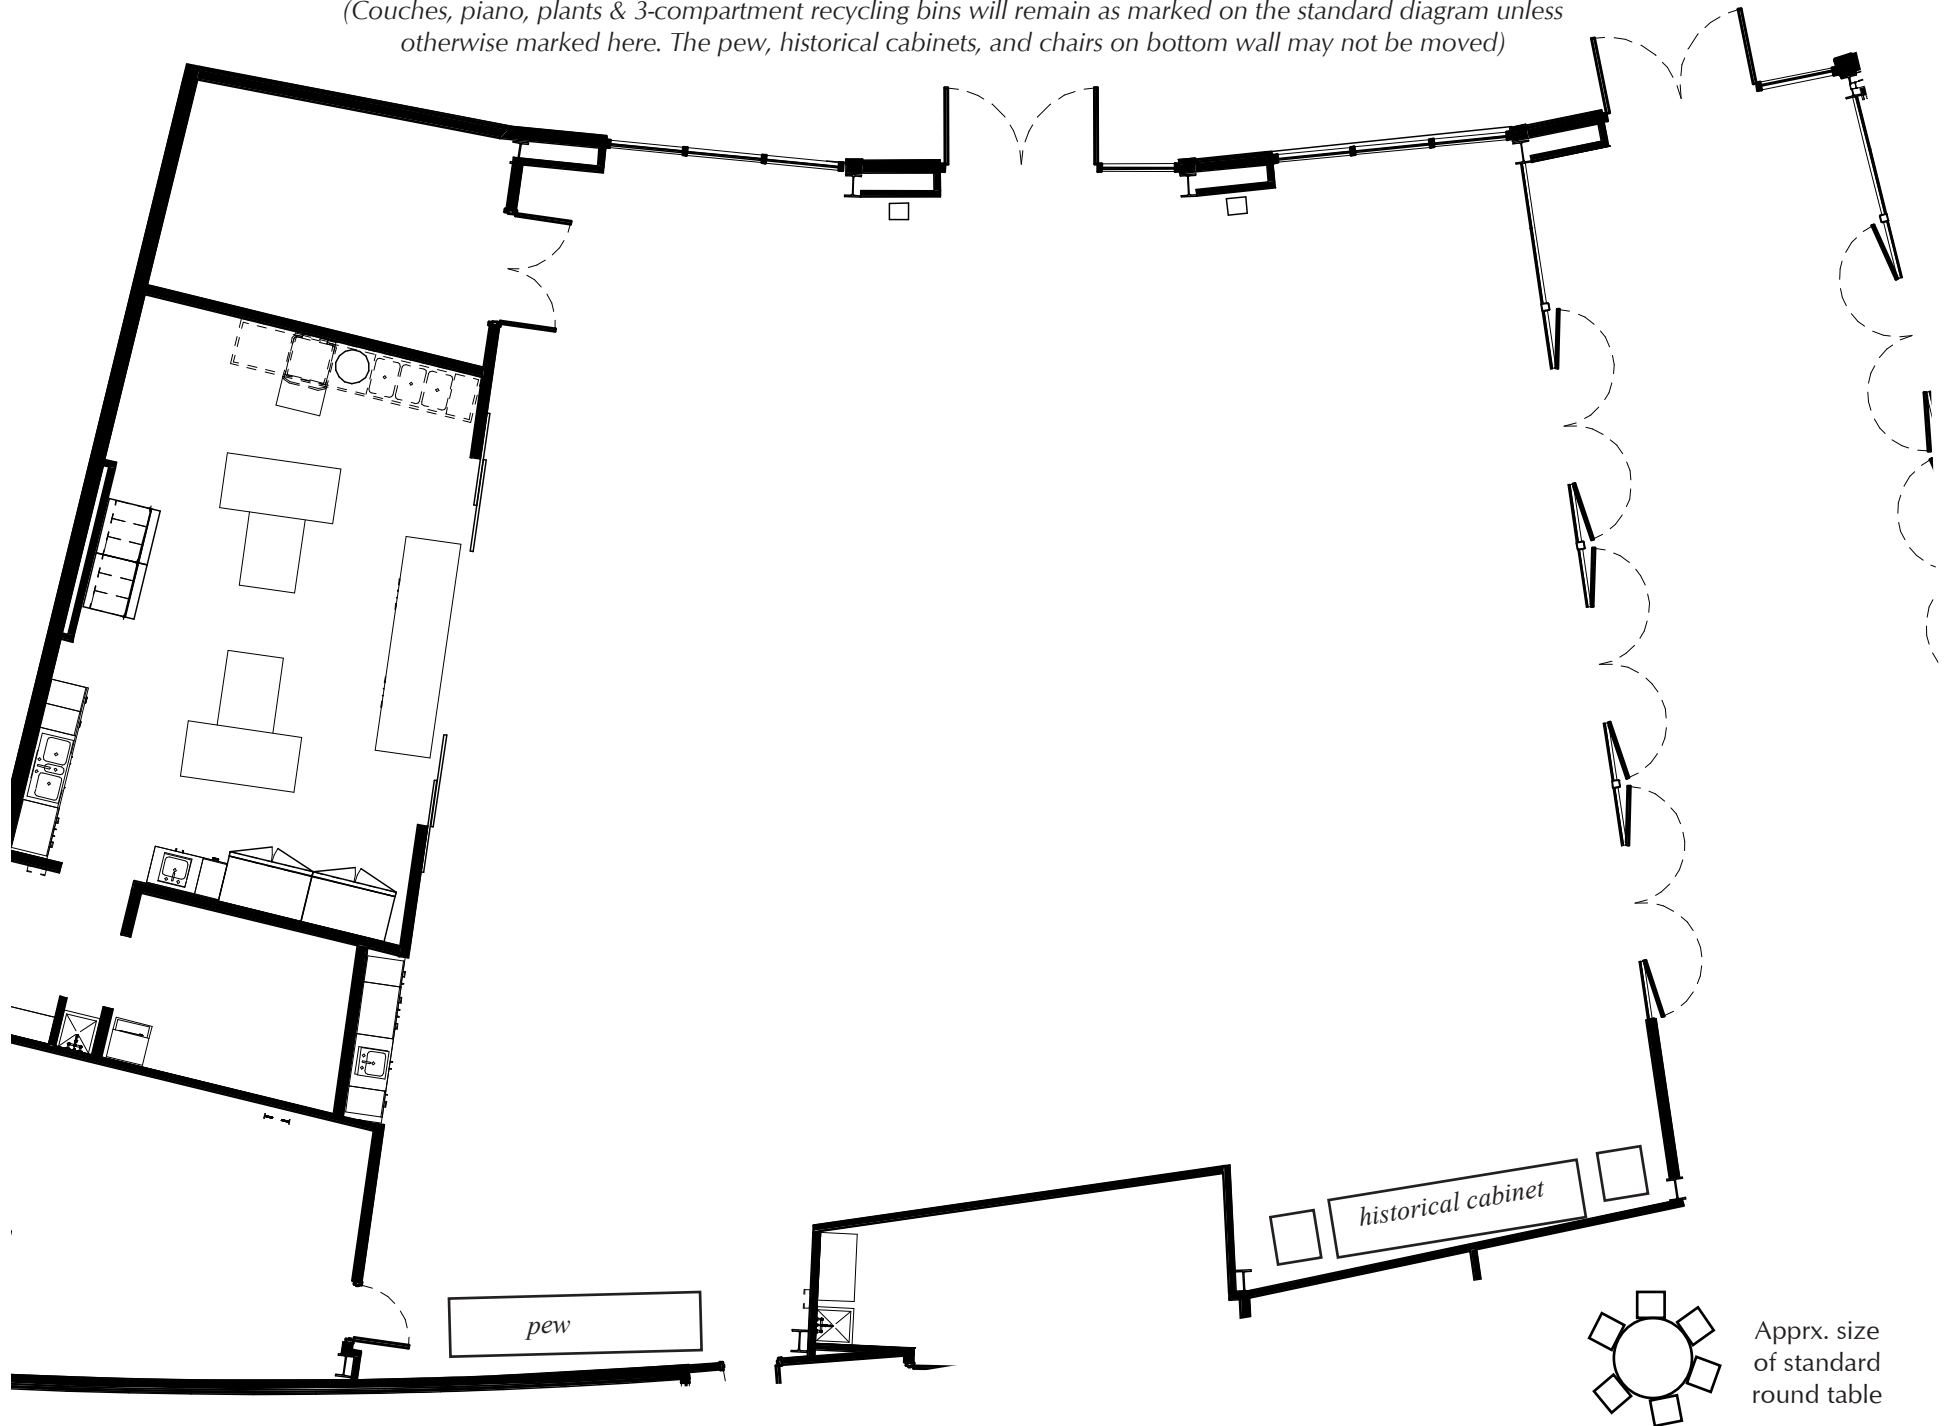 (Couches, piano, plants & 3-compartment recycling bins will remain as marked on the standard diagram unless
otherwise marked here. The pew, historical cabinets, and chairs on bottom wall may not be moved)
historical cabinet
pew
Apprx. size
of standard
round table